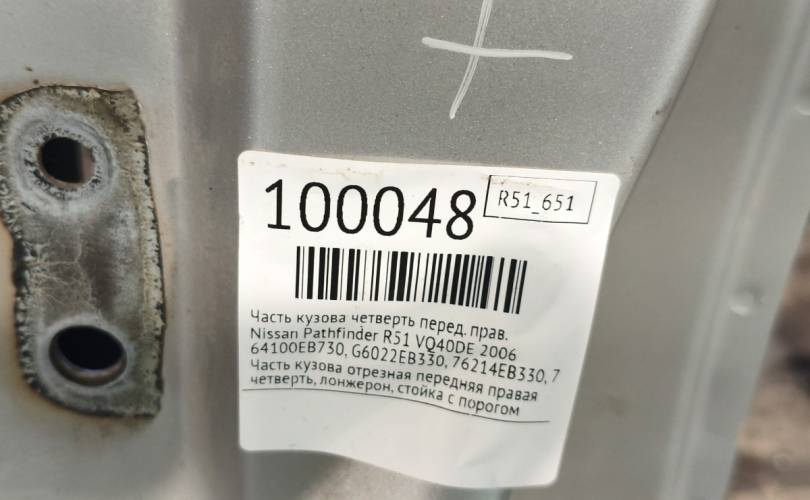 100048
R51_651
Часть кузова четверть перед. прав.
Nissan Pathfinder R51 VQ40DE 2006
64100EB730, G6022EB330, 76214EB330, 7
Часть кузова отрезная передняя правая
четверть, лонжерон, стойка с порогом